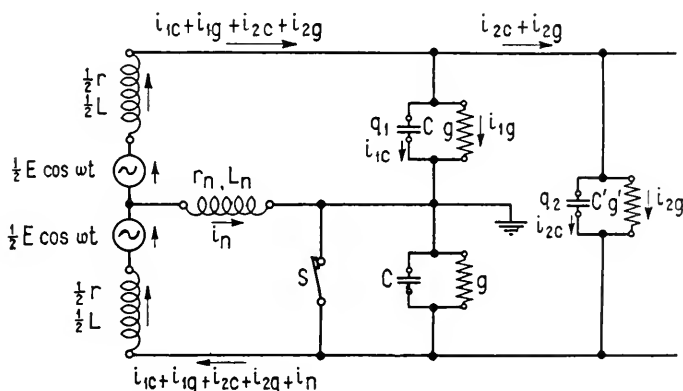 i1c+i1g+i2c+i2g
i2c+i2g
½r
½L
q1 C g i1g
i1c
½E cos ωt
rn, Ln
in
q2 C' g' i2g
i2c
½E cos ωt
S C g
½r
½L
i1c+i1g+i2c+i2g+in